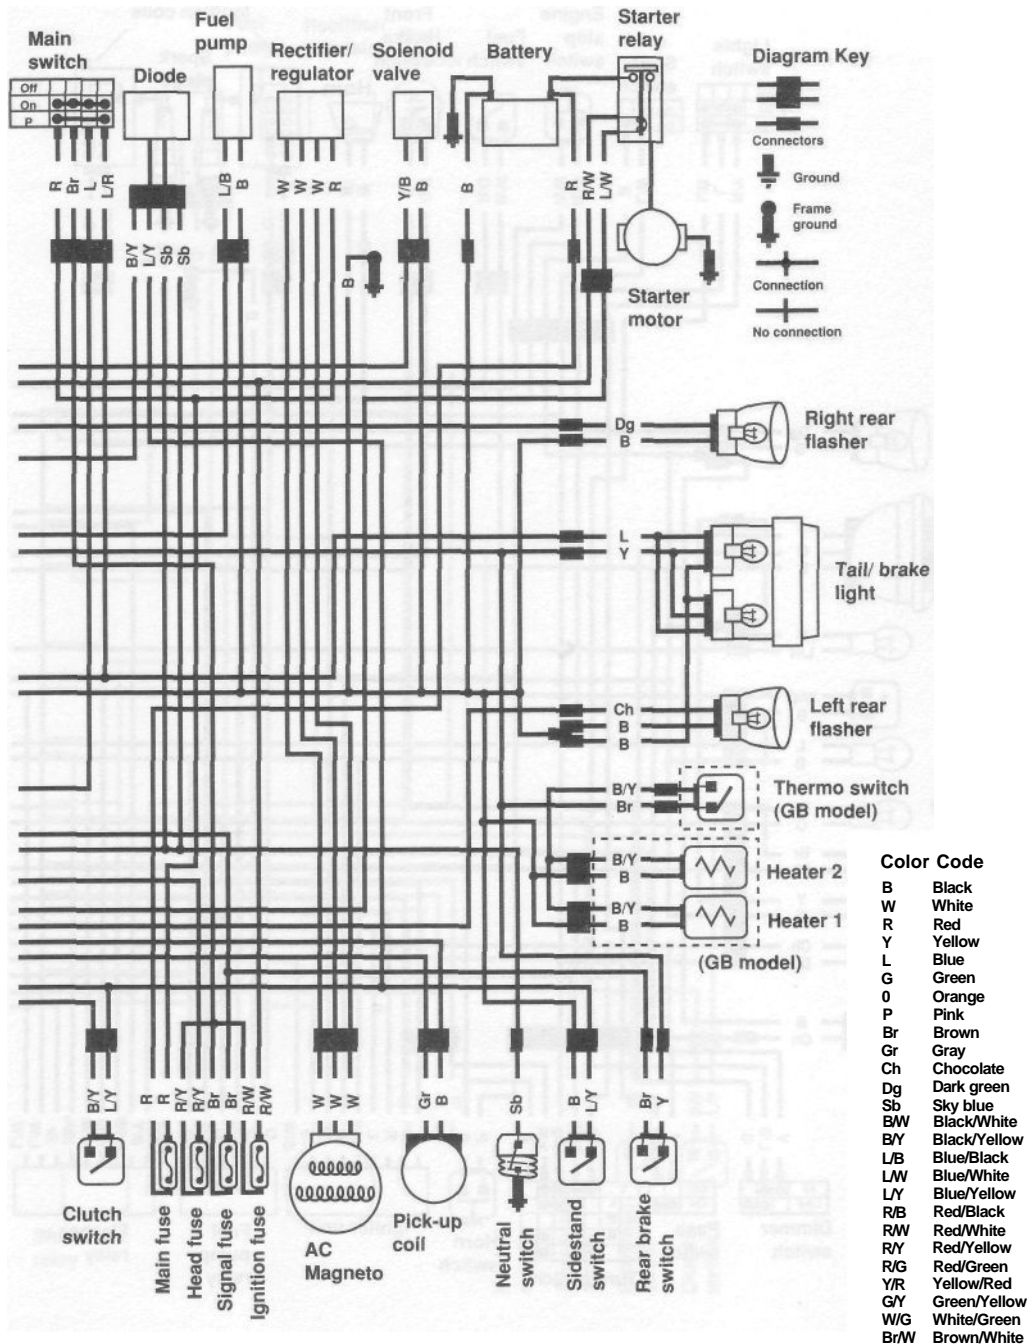 Main
switch
Off
On
P
Diode
Fuel
pump
Rectifier/
regulator
Solenoid
valve
Battery
Starter
relay
Diagram Key
Connectors
Ground
Frame
ground
Connection
No connection
R
Br
L
L/R
B/Y
L/Y
Sb
Sb
L/B
B
W
W
W
R
B
Y/B
B
B
R
R/W
L/W
Starter
motor
Dg
B
Right rear
flasher
L
Y
Tail/ brake
light
Ch
B
B
Left rear
flasher
B/Y
Br
Thermo switch
(GB model)
B/Y
B
Heater 2
B/Y
B
Heater 1
(GB model)
B/Y
L/Y
R
R
R/Y
R/Y
Br
Br
R/W
R/W
W
W
W
Gr
B
Sb
B
L/Y
Br
Y
Clutch
switch
Main fuse
Head fuse
Signal fuse
Ignition fuse
AC
Magneto
Pick-up
coil
Neutral
switch
Sidestand
switch
Rear brake
switch
Color Code
B Black
W White
R Red
Y Yellow
L Blue
G Green
0 Orange
P Pink
Br Brown
Gr Gray
Ch Chocolate
Dg Dark green
Sb Sky blue
B/W Black/White
B/Y Black/Yellow
L/B Blue/Black
L/W Blue/White
L/Y Blue/Yellow
R/B Red/Black
R/W Red/White
R/Y Red/Yellow
R/G Red/Green
Y/R Yellow/Red
G/Y Green/Yellow
W/G White/Green
Br/W Brown/White